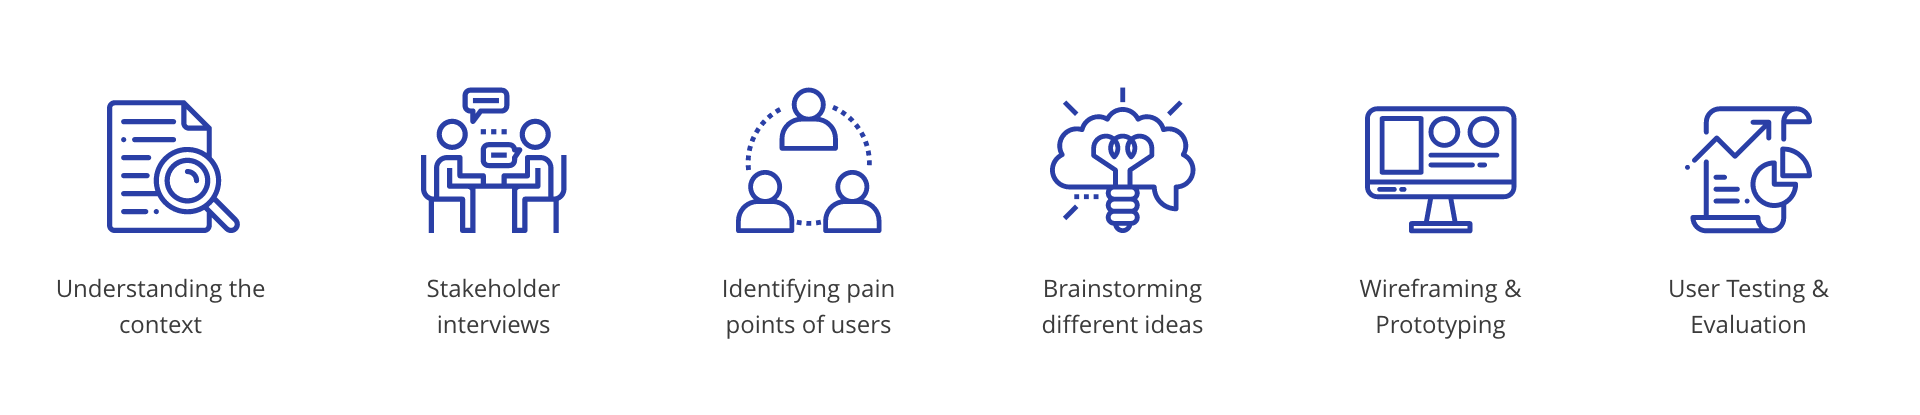 Understanding the
context
Stakeholder
interviews
Identifying pain
points of users
Brainstorming
different ideas
Wireframing &
Prototyping
User Testing &
Evaluation